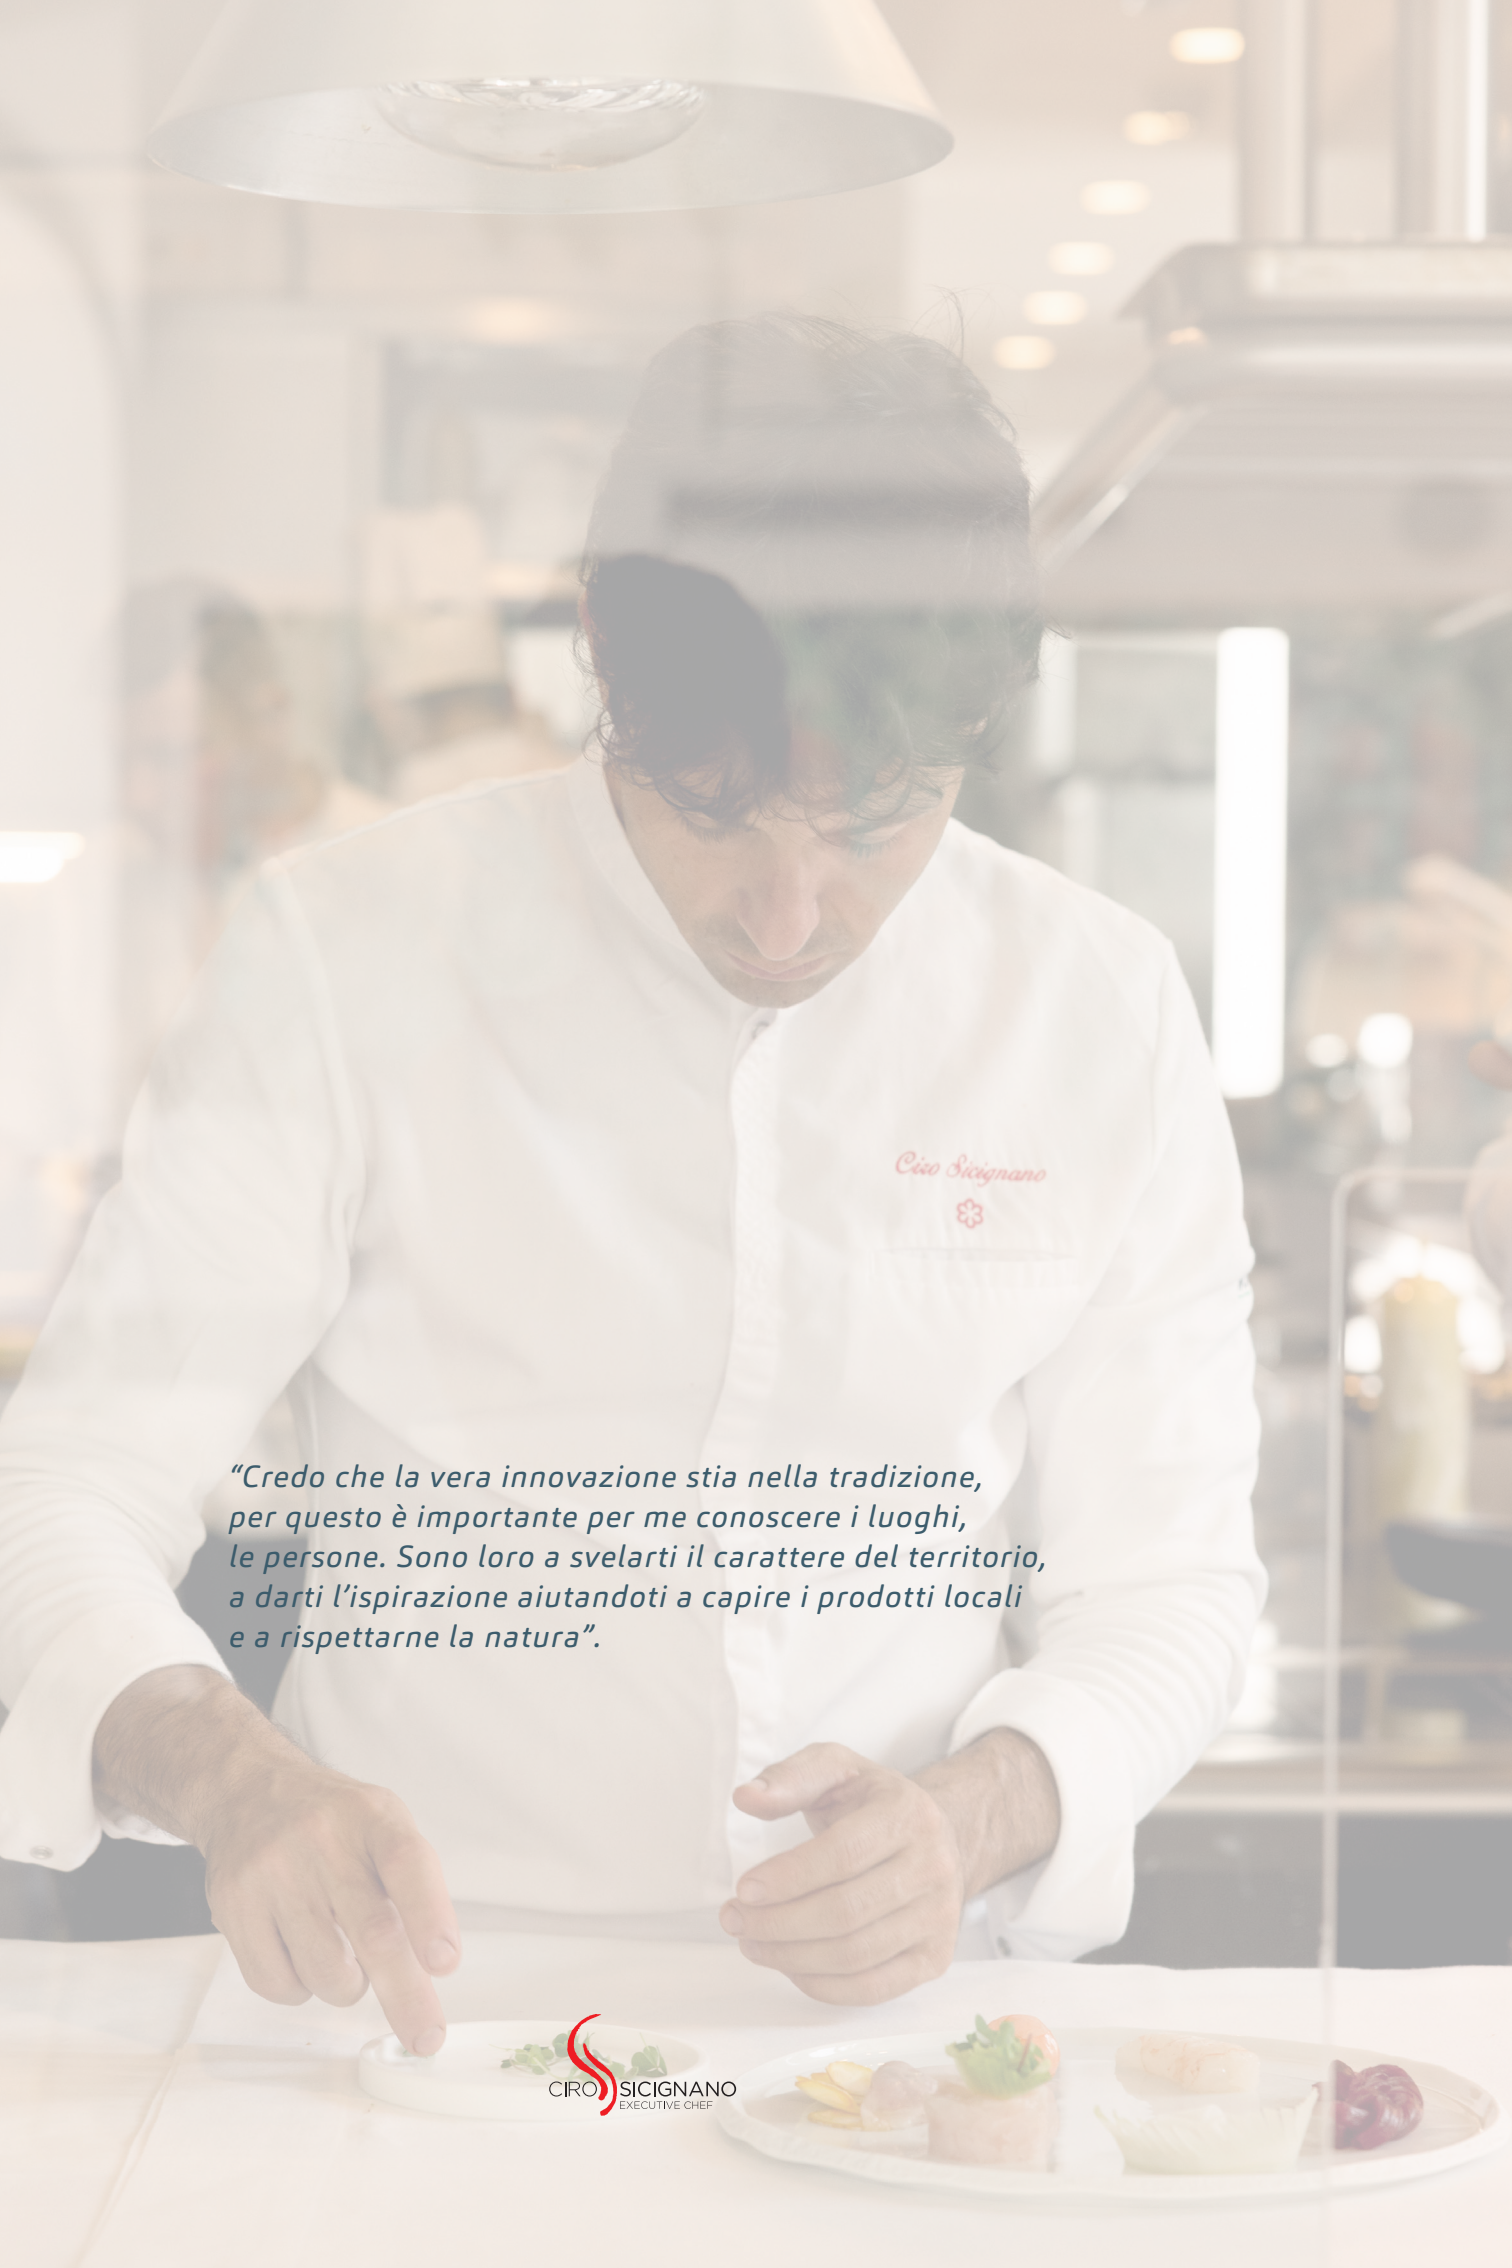 Ciro Sicignano
“Credo che la vera innovazione stia nella tradizione,
per questo è importante per me conoscere i luoghi,
le persone. Sono loro a svelarti il carattere del territorio,
a darti l’ispirazione aiutandoti a capire i prodotti locali
e a rispettarne la natura”.
CIRO SICIGNANO
EXECUTIVE CHEF